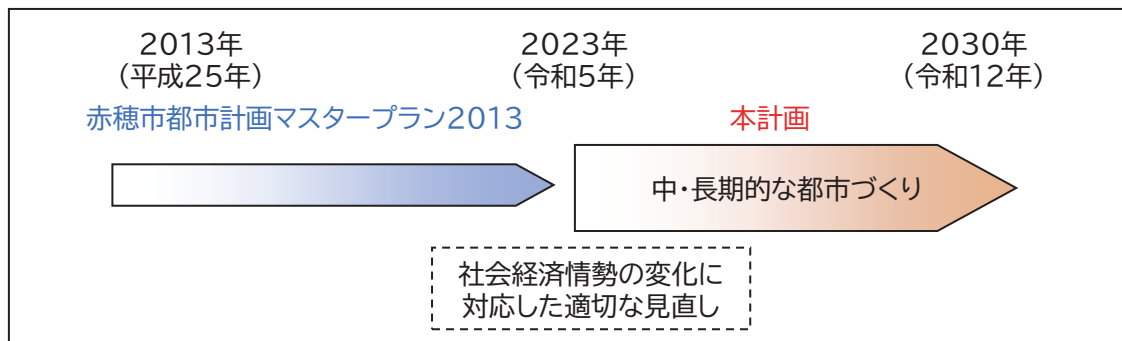 2013年
（平成25年）
2023年
（令和5年）
2030年
（令和12年）
赤穂市都市計画マスタープラン2013
本計画
中・長期的な都市づくり
社会経済情勢の変化に
対応した適切な見直し